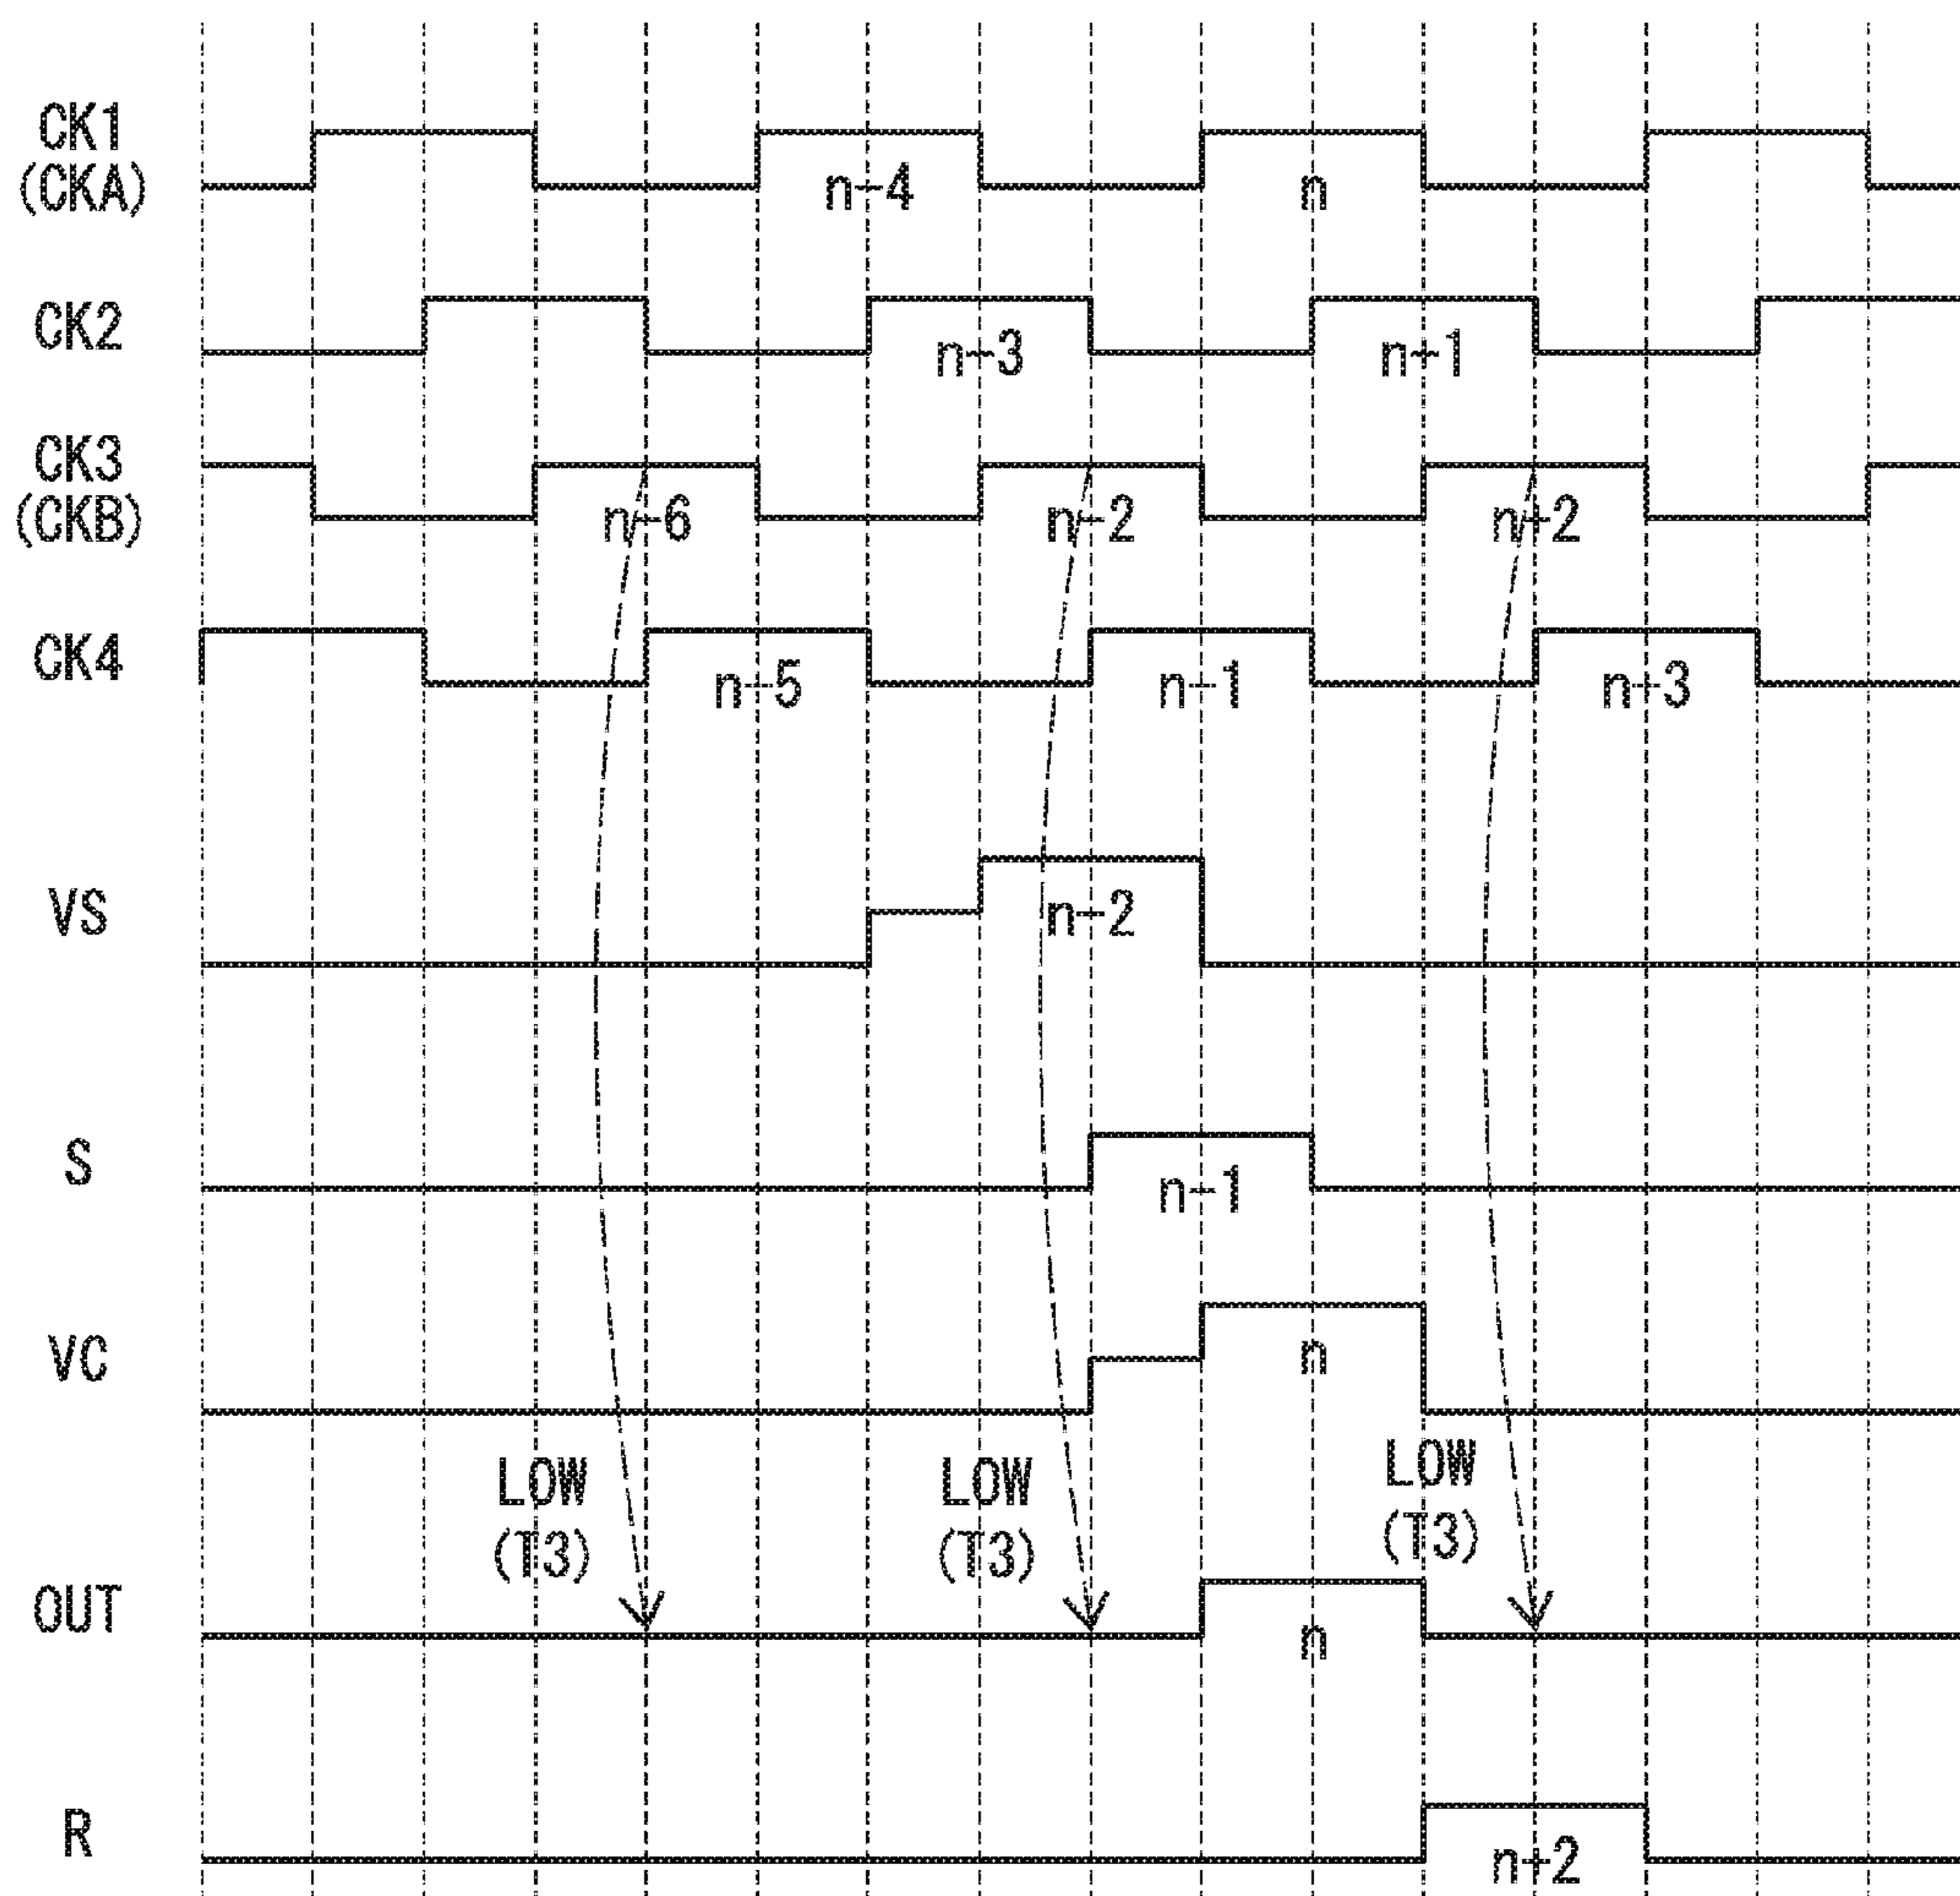 CK1
(CKA)
n-4
n
CK2
n-3
n+1
CK3
(CKB)
n-6
n-2
n+2
CK4
n-5
n-1
n+3
VS
n-2
S
n-1
VC
n
LOW
(T3)
LOW
(T3)
LOW
(T3)
OUT
n
R
n+2